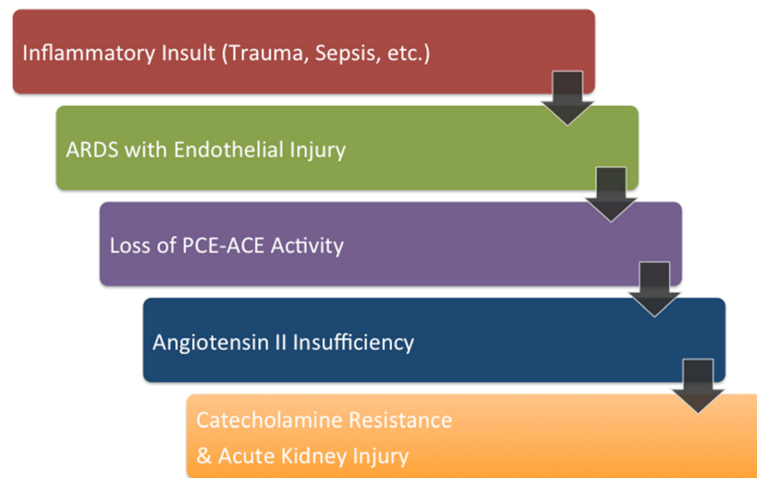 Inflammatory Insult (Trauma, Sepsis, etc.)
ARDS with Endothelial Injury
Loss of PCE-ACE Activity
Angiotensin II Insufficiency
Catecholamine Resistance
& Acute Kidney Injury